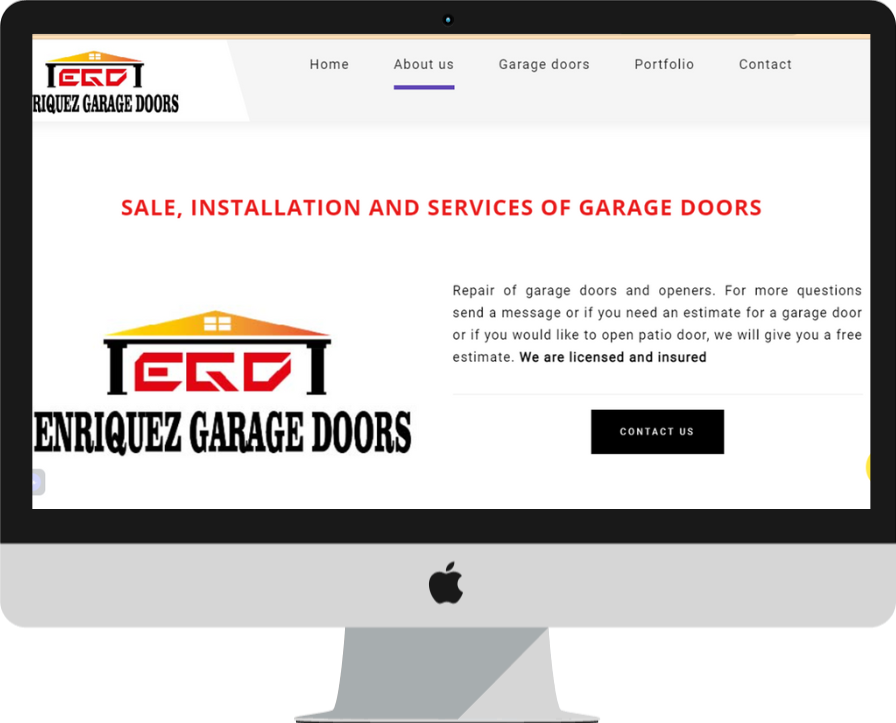 EGD
RIQUEZ GARAGE DOORS
Home About us Garage doors Portfolio Contact
SALE, INSTALLATION AND SERVICES OF GARAGE DOORS
Repair of garage doors and openers. For more questions
send a message or if you need an estimate for a garage door
or if you would like to open patio door, we will give you a free
estimate. We are licensed and insured
EGD
ENRIQUEZ GARAGE DOORS
CONTACT US